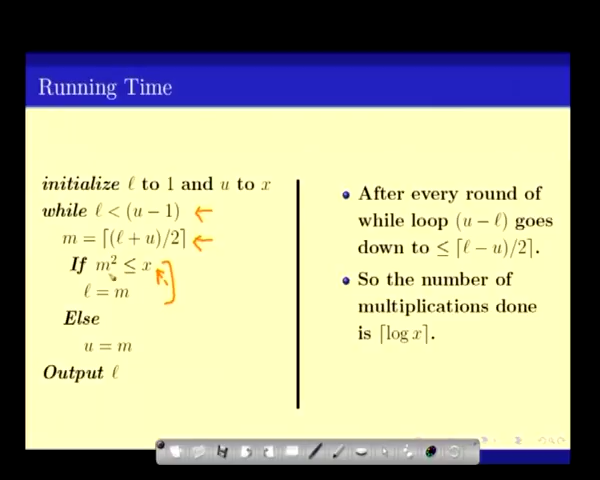 Running Time
initialize ℓ to 1 and u to x
while ℓ < (u − 1)
m = ⌈(ℓ + u)/2⌉
If m² ≤ x
ℓ = m
Else
u = m
Output ℓ
After every round of
while loop (u − ℓ) goes
down to ≤ ⌈ℓ − u)/2⌉.
So the number of
multiplications done
is ⌈log x⌉.